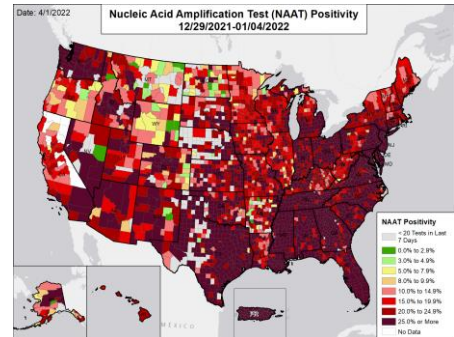 Date: 4/1/2022
Nucleic Acid Amplification Test (NAAT) Positivity
12/29/2021-01/04/2022
NAAT Positivity
< 20 Tests in Last
7 Days
0.0% to 2.9%
3.0% to 4.9%
5.0% to 7.9%
8.0% to 9.9%
10.0% to 14.9%
15.0% to 19.9%
20.0% to 24.9%
25.0% or More
No Data
PR
MEXICO